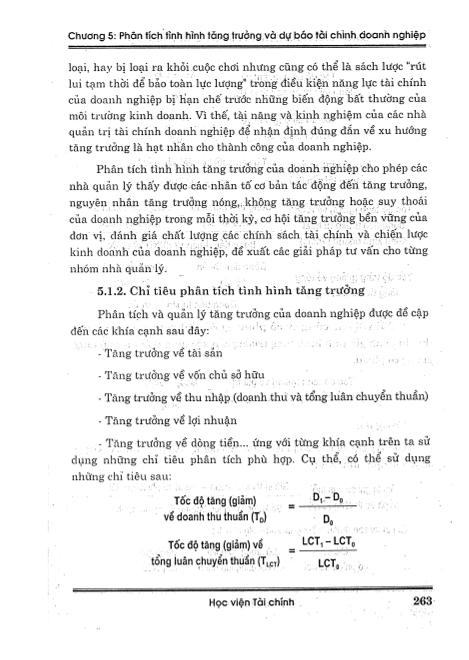 Chương 5: Phân tích tình hình tăng trưởng và dự báo tài chính doanh nghiệp
loại, hay bị loại ra khỏi cuộc chơi nhưng cũng có thể là sách lược "rút
lui tạm thời để bảo toàn lực lượng" trong điều kiện năng lực tài chính
của doanh nghiệp bị hạn chế trước những biến động bất thường của
môi trường kinh doanh. Vì thế, tài năng và kinh nghiệm của các nhà
quản trị tài chính doanh nghiệp để nhận định đúng đắn về xu hướng
tăng trưởng là hạt nhân cho thành công của doanh nghiệp.
Phân tích tình hình tăng trưởng của doanh nghiệp cho phép các
nhà quản lý thấy được các nhân tố cơ bản tác động đến tăng trưởng,
nguyên nhân tăng trưởng nóng, không tăng trưởng hoặc suy thoái
của doanh nghiệp trong mỗi thời kỳ, cơ hội tăng trưởng bền vững của
đơn vị, đánh giá chất lượng các chính sách tài chính và chiến lược
kinh doanh của doanh nghiệp, đề xuất các giải pháp tư vấn cho từng
nhóm nhà quản lý.
5.1.2. Chỉ tiêu phân tích tình hình tăng trưởng
Phân tích và quản lý tăng trưởng của doanh nghiệp được đề cập
đến các khía cạnh sau đây:
- Tăng trưởng về tài sản
- Tăng trưởng về vốn chủ sở hữu
- Tăng trưởng về thu nhập (doanh thu và tổng luân chuyển thuần)
- Tăng trưởng về lợi nhuận
- Tăng trưởng về dòng tiền... ứng với từng khía cạnh trên ta sử
dụng những chỉ tiêu phân tích phù hợp. Cụ thể, có thể sử dụng
những chỉ tiêu sau:
Tốc độ tăng (giảm)
về doanh thu thuần (T_D) = (D₁ – D₀) / D₀
Tốc độ tăng (giảm) về
tổng luân chuyển thuần (T_LCT) = (LCT₁ – LCT₀) / LCT₀
Học viện Tài chính 263